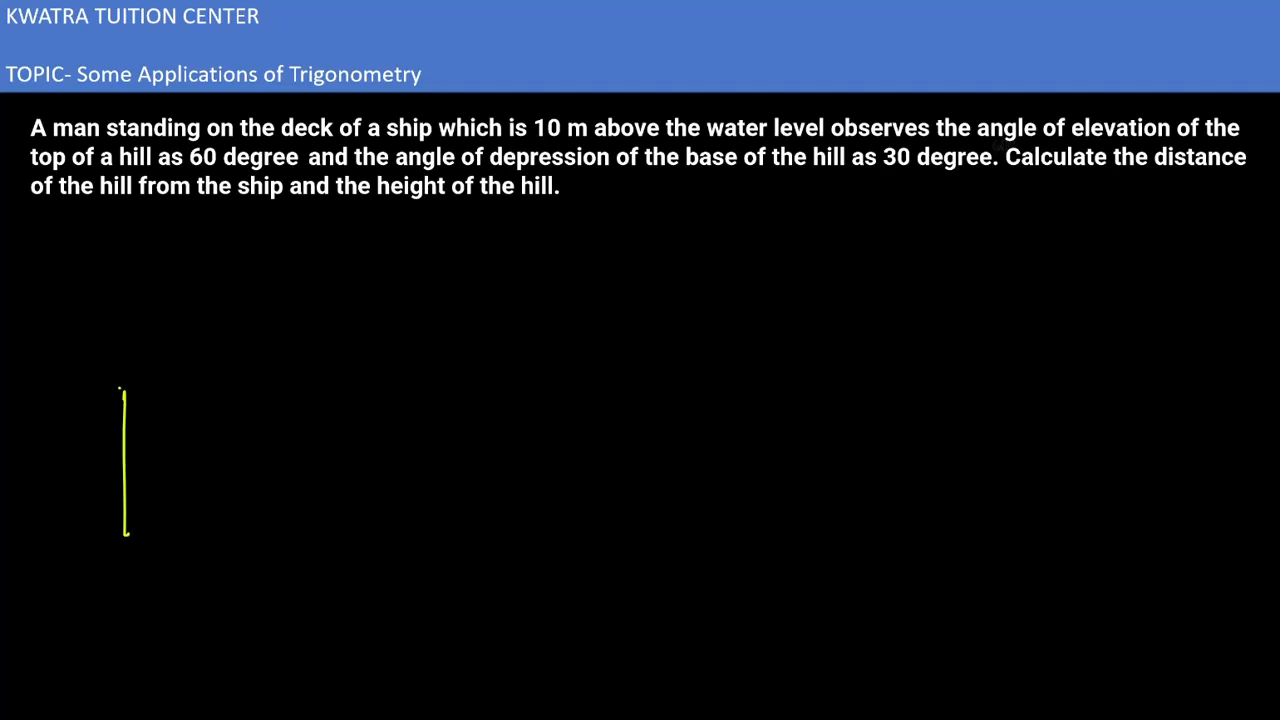 KWATRA TUITION CENTER
TOPIC- Some Applications of Trigonometry
A man standing on the deck of a ship which is 10 m above the water level observes the angle of elevation of the
top of a hill as 60 degree and the angle of depression of the base of the hill as 30 degree. Calculate the distance
of the hill from the ship and the height of the hill.